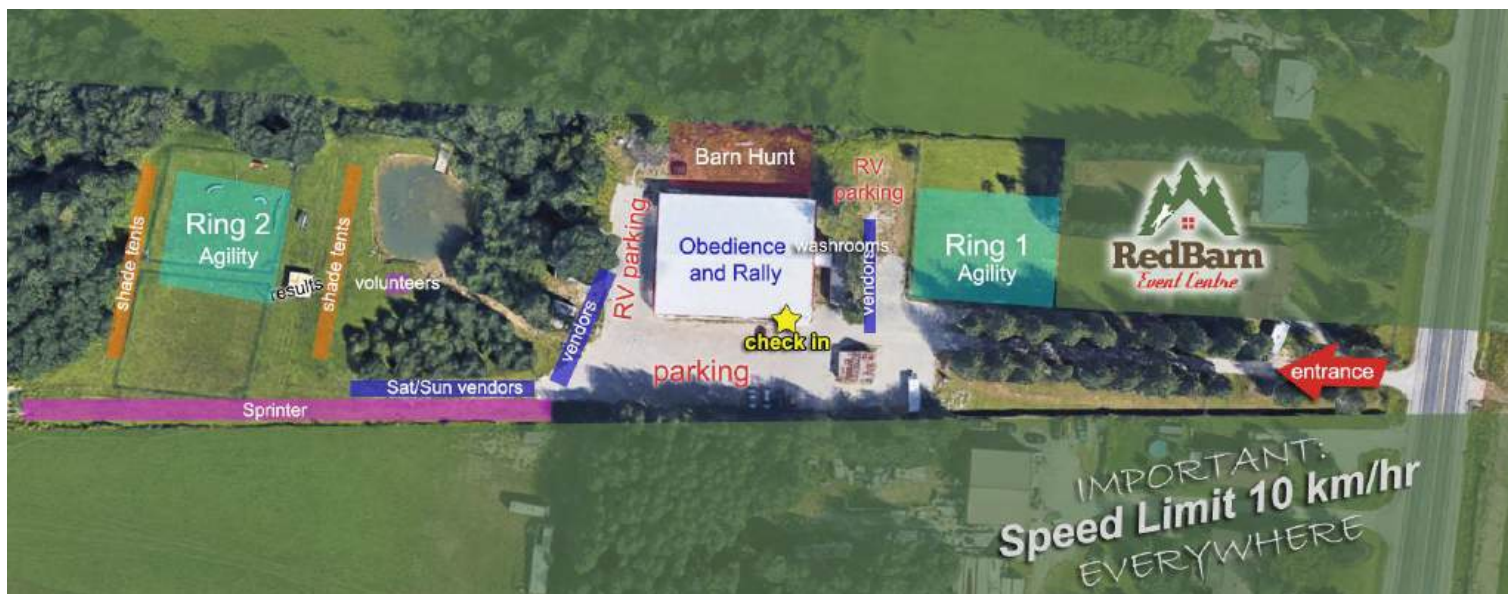 shade tents
Ring 2
Agility
results
shade tents
volunteers
vendors
Sat/Sun vendors
Sprinter
RV parking
Barn Hunt
Obedience
and Rally
washrooms
check in
parking
RV
parking
vendors
Ring 1
Agility
RedBarn
Event Centre
entrance
IMPORTANT:
Speed Limit 10 km/hr
EVERYWHERE